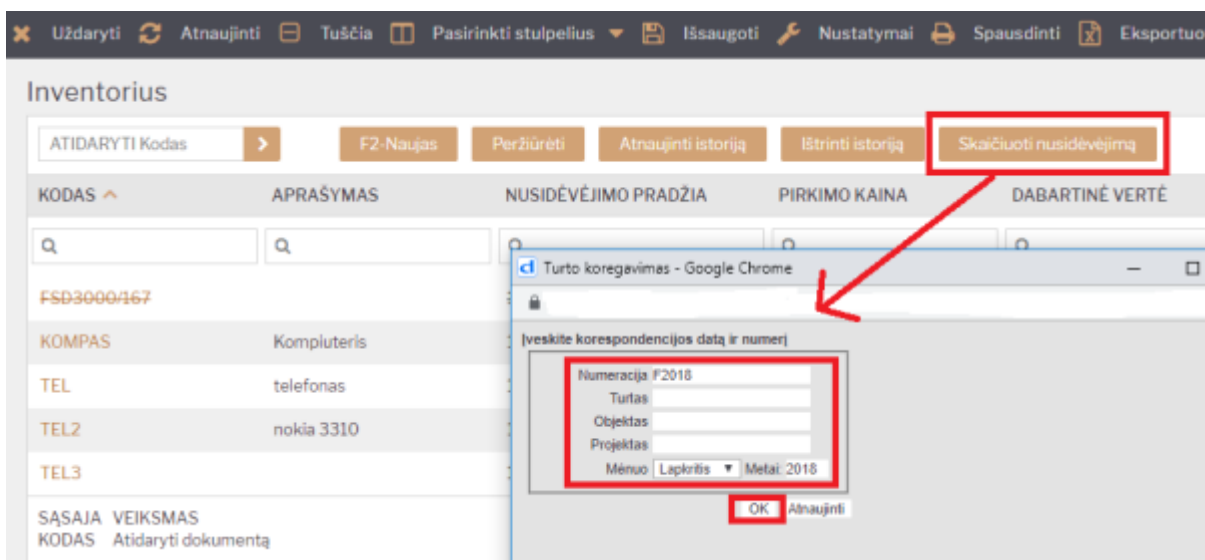 Uždaryti Atnaujinti Tuščia Pasirinkti stulpelius Išsaugoti Nustatymai Spausdinti Eksportuo
Inventorius
ATIDARYTI Kodas F2-Naujas Peržiūrėti Atnaujinti istoriją Ištrinti istoriją Skaičiuoti nusidėvėjimą
KODAS APRAŠYMAS NUSIDĖVĖJIMO PRADŽIA PIRKIMO KAINA DABARTINĖ VERTĖ
Turto koregavimas - Google Chrome
FSD3000/167
Įveskite korespondencijos datą ir numerį
KOMPAS Kompiuteris
Numeracija F2018
TEL telefonas
Turtas
Objektas
TEL2 nokia 3310
Projektas
TEL3
Mėnuo Lapkritis Metai: 2018
OK Atnaujinti
SĄSAJA VEIKSMAS
KODAS Atidaryti dokumentą